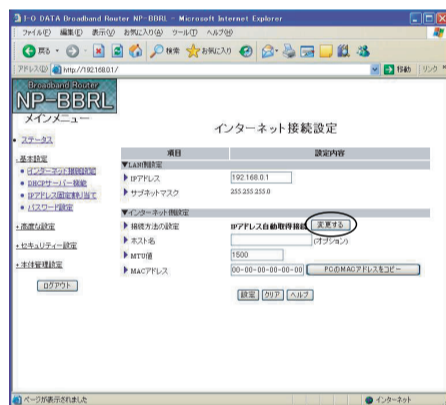 I-O DATA Broadband Router NP-BBRL - Microsoft Internet Explorer
ファイル(F) 編集(E) 表示(V) お気に入り(A) ツール(T) ヘルプ(H)
戻る 検索 お気に入り
アドレス(D) http://192.168.0.1/ 移動 リンク »
Broadband Router
NP-BBRL
メインメニュー
インターネット接続設定
ステータス
基本設定
インターネット接続設定
DHCPサーバー機能
IPアドレス固定割り当て
パスワード設定
高度な設定
セキュリティー設定
本体管理設定
ログアウト
項目 設定内容
▼LAN側設定
IPアドレス 192.168.0.1
サブネットマスク 255.255.255.0
▼インターネット側設定
接続方法の設定 IPアドレス自動取得接続 変更する
ホスト名 (オプション)
MTU値 1500
MACアドレス 00-00-00-00-00-00 PCのMACアドレスをコピー
設定 クリア ヘルプ
ページが表示されました インターネット